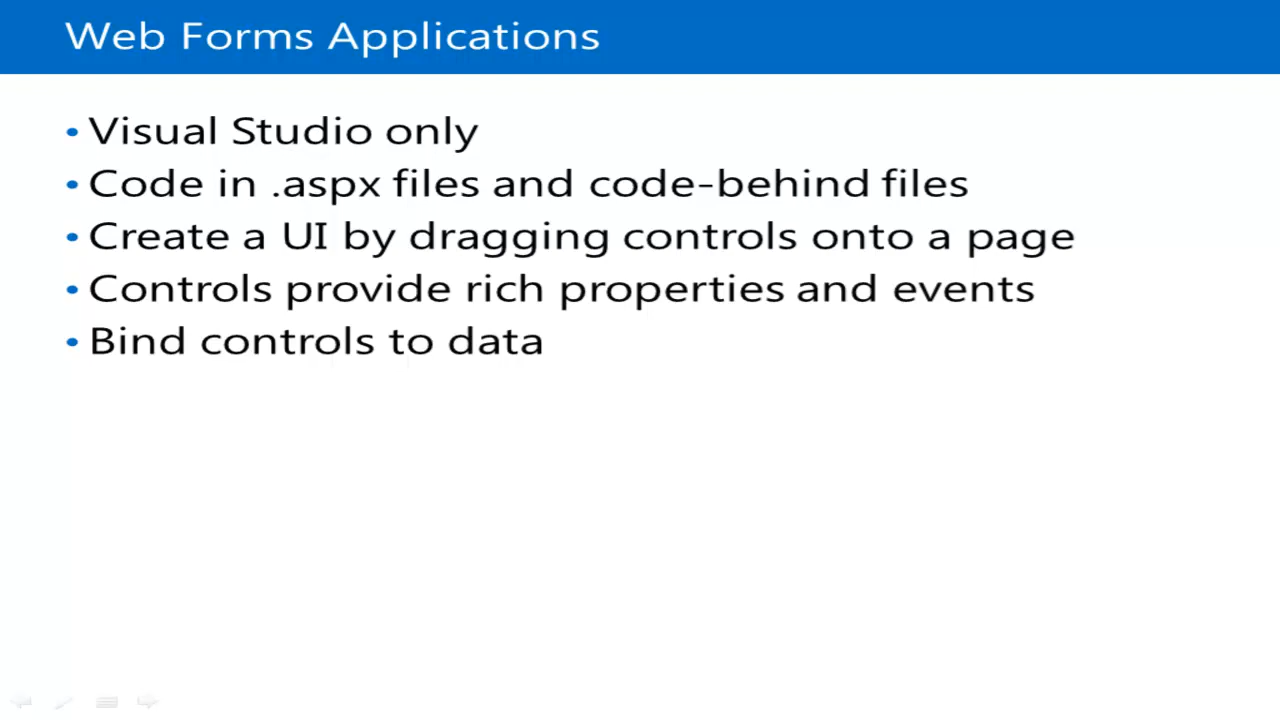 Web Forms Applications
• Visual Studio only
• Code in .aspx files and code-behind files
• Create a UI by dragging controls onto a page
• Controls provide rich properties and events
• Bind controls to data